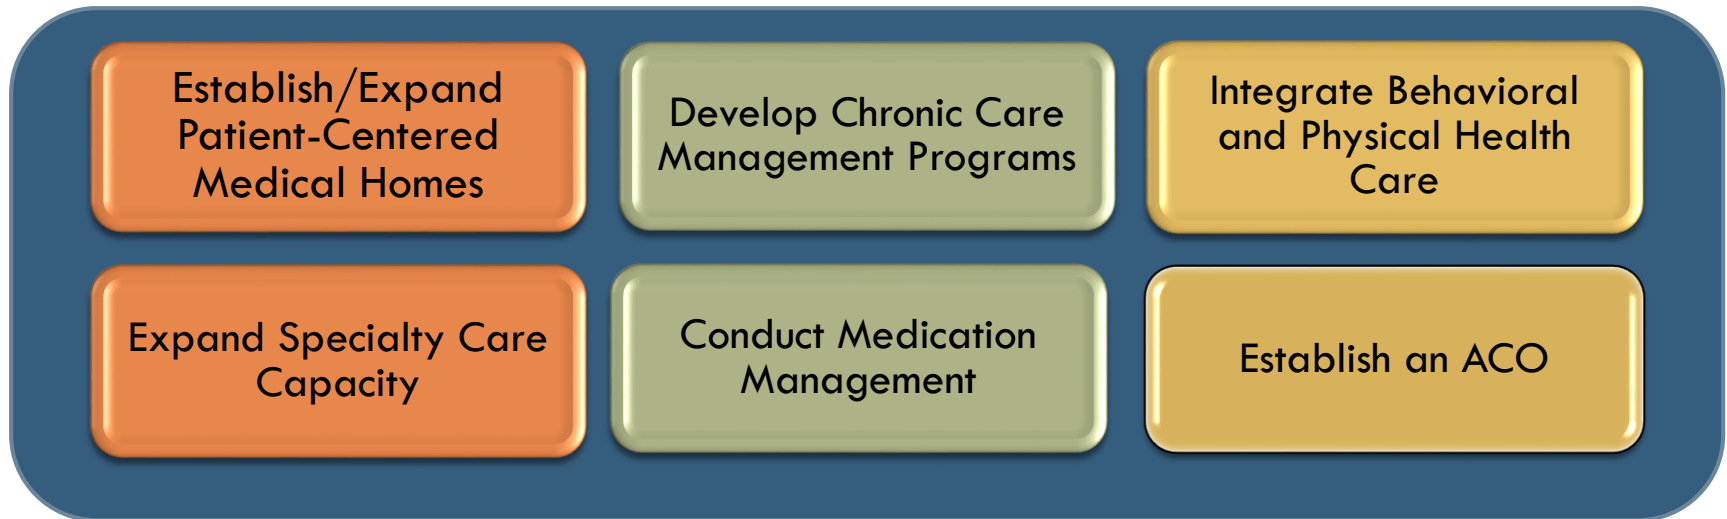 Establish/Expand
Patient-Centered
Medical Homes
Develop Chronic Care
Management Programs
Integrate Behavioral
and Physical Health
Care
Expand Specialty Care
Capacity
Conduct Medication
Management
Establish an ACO